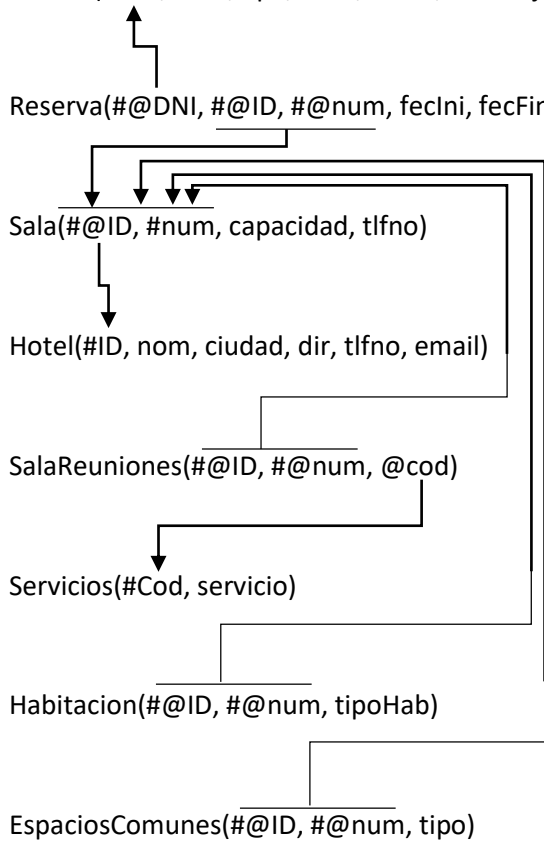 Reserva(#@DNI, #@ID, #@num, fecIni, fecFin
Sala(#@ID, #num, capacidad, tlfno)
Hotel(#ID, nom, ciudad, dir, tlfno, email)
SalaReuniones(#@ID, #@num, @cod)
Servicios(#Cod, servicio)
Habitacion(#@ID, #@num, tipoHab)
EspaciosComunes(#@ID, #@num, tipo)